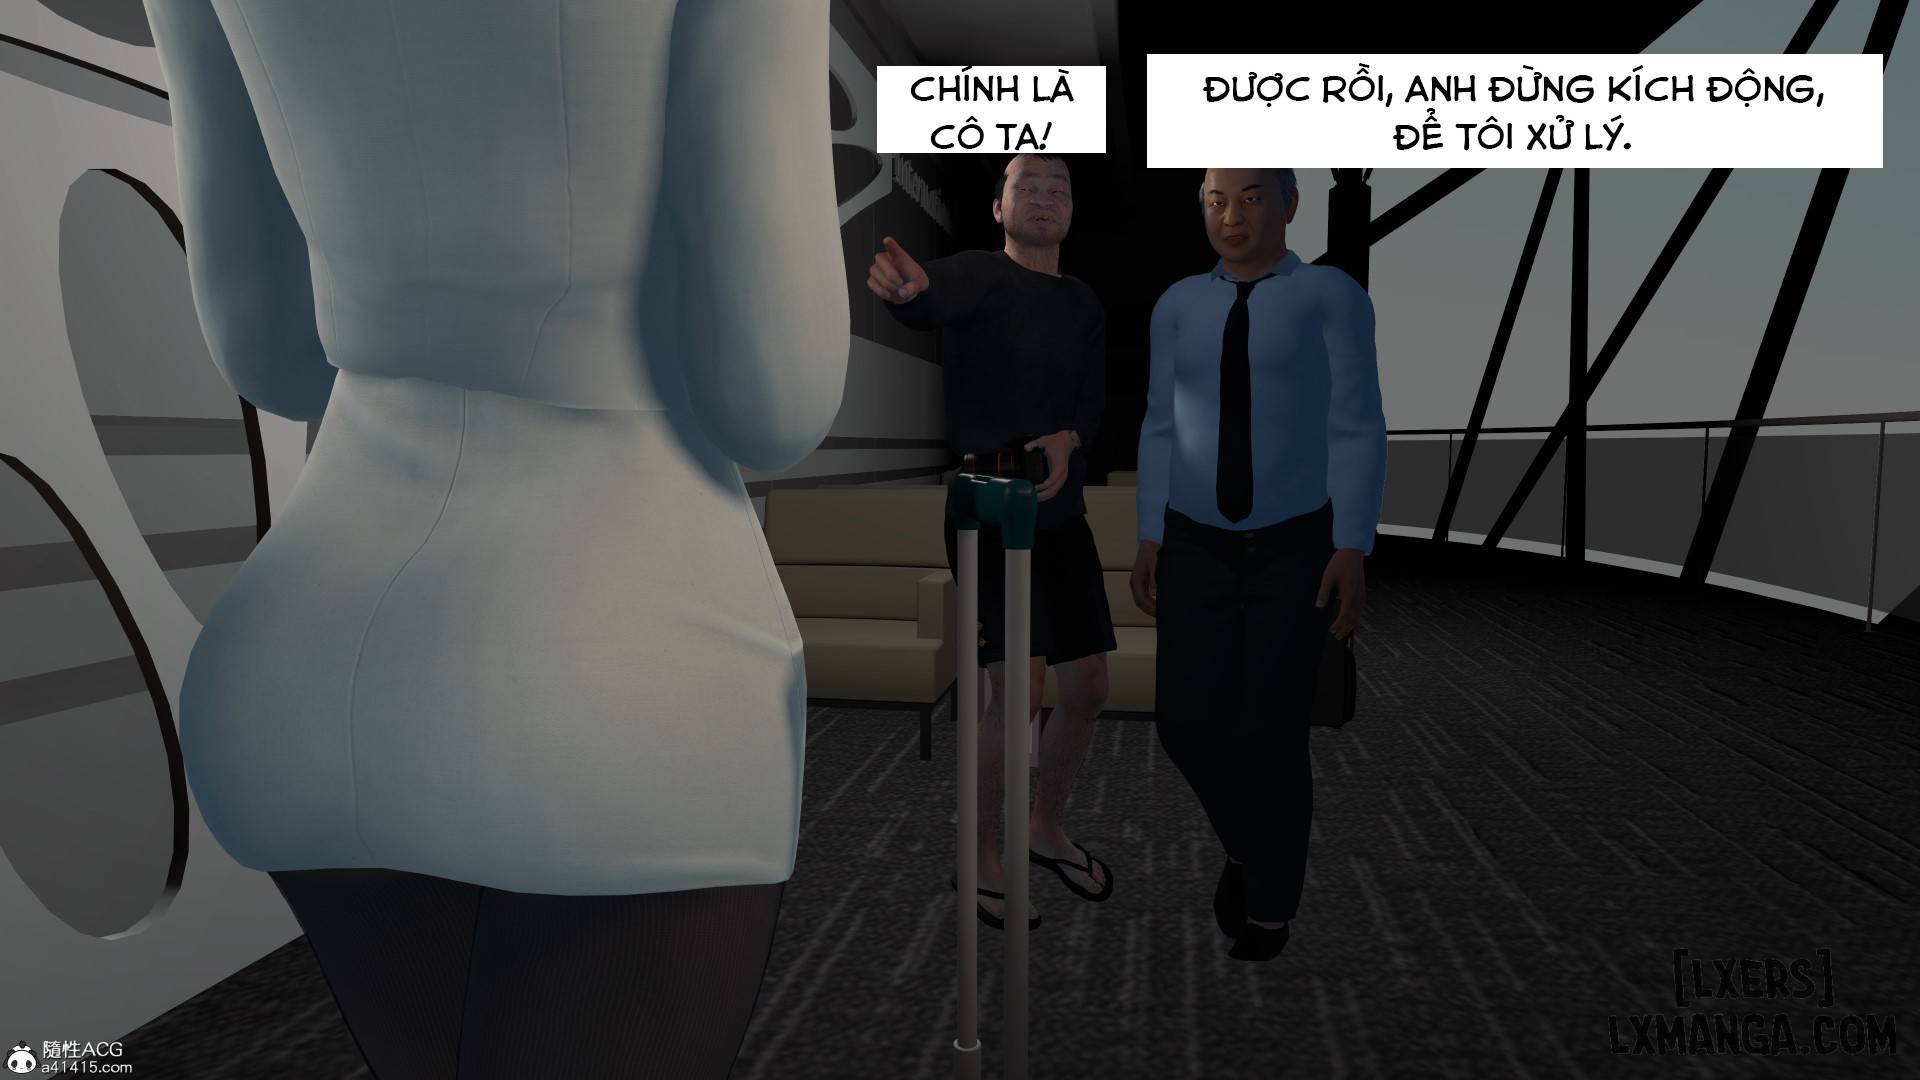 CHÍNH LÀ
CÔ TA!
ĐƯỢC RỒI, ANH ĐỪNG KÍCH ĐỘNG,
ĐỂ TÔI XỬ LÝ.
[LXERS]
LXMANGA.COM
隨性ACG
a41415.com